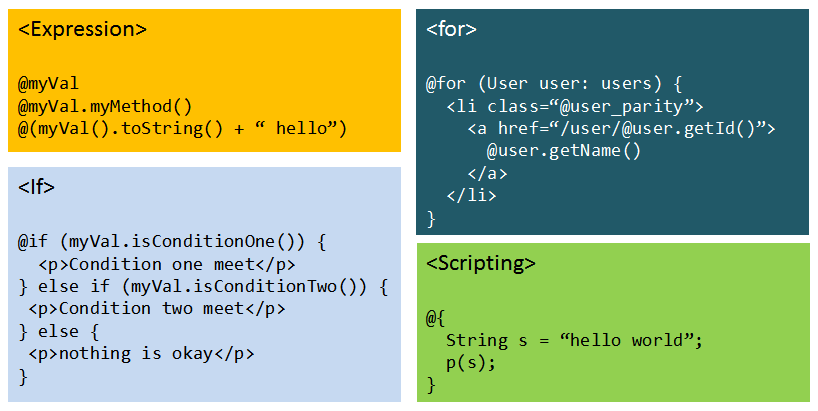 <Expression>
@myVal
@myVal.myMethod()
@(myVal().toString() + “ hello”)
<If>
@if (myVal.isConditionOne()) {
  <p>Condition one meet</p>
} else if (myVal.isConditionTwo()) {
 <p>Condition two meet</p>
} else {
 <p>nothing is okay</p>
}
<for>
@for (User user: users) {
  <li class=“@user_parity”>
    <a href=“/user/@user.getId()”>
      @user.getName()
    </a>
  </li>
}
<Scripting>
@{
  String s = “hello world”;
  p(s);
}